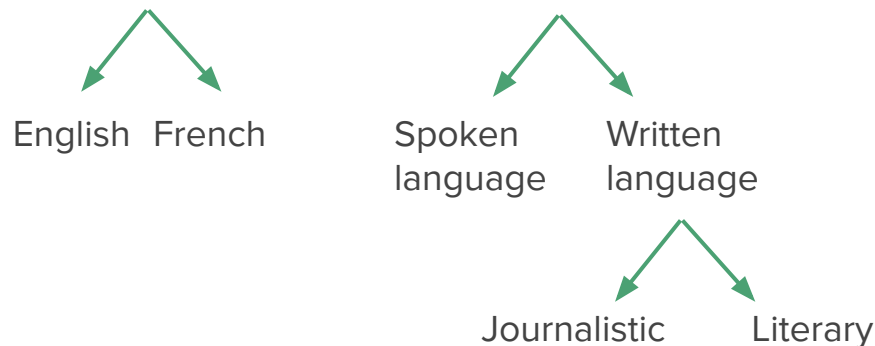 English French
Spoken language
Written language
Journalistic Literary